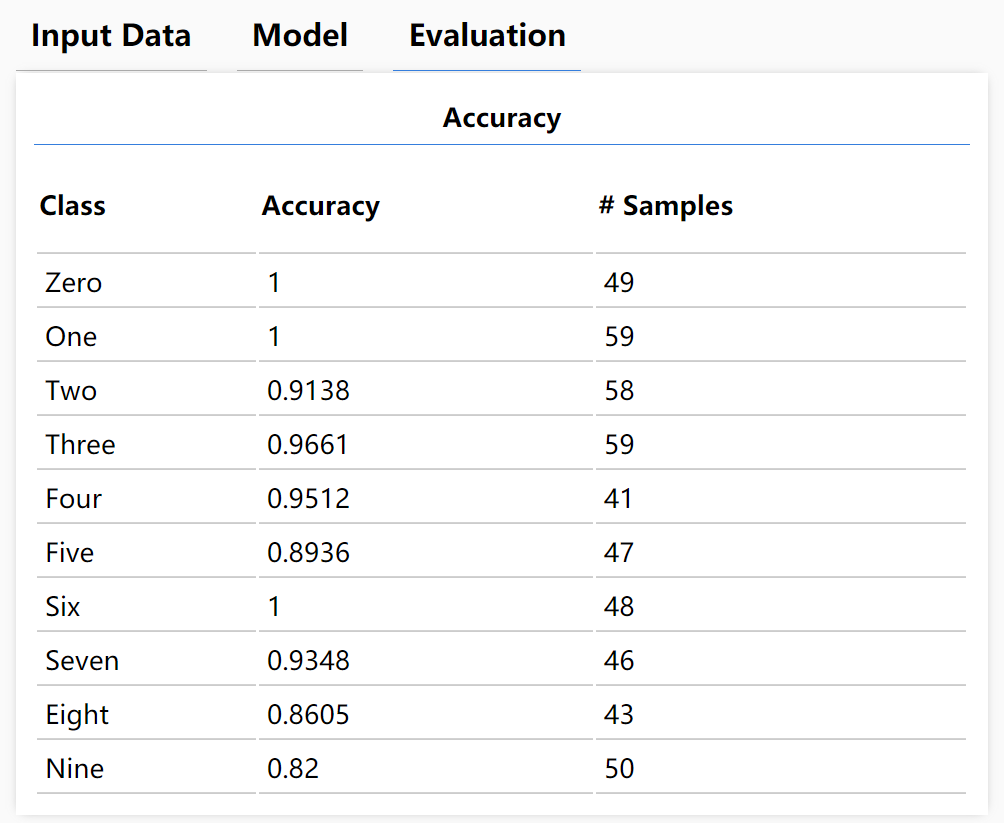 Input Data Model Evaluation
Accuracy
Class Accuracy # Samples
Zero 1 49
One 1 59
Two 0.9138 58
Three 0.9661 59
Four 0.9512 41
Five 0.8936 47
Six 1 48
Seven 0.9348 46
Eight 0.8605 43
Nine 0.82 50